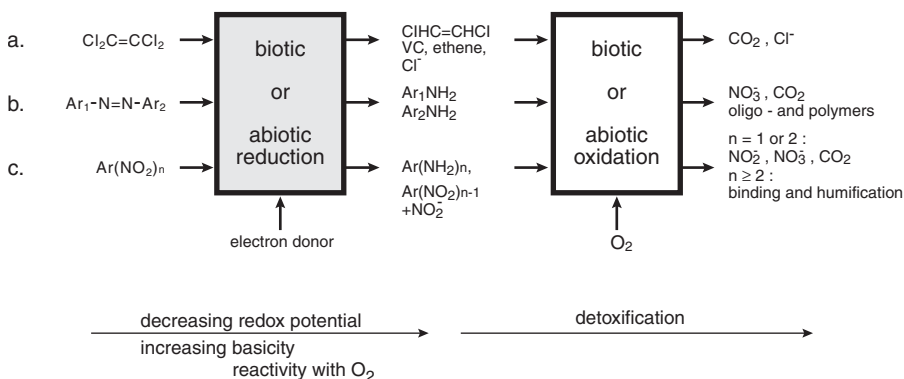 a.
Cl₂C=CCl₂
biotic
or
abiotic
reduction
ClHC=CHCl
VC, ethene,
Cl⁻
biotic
or
abiotic
oxidation
CO₂ , Cl⁻
b.
Ar₁-N=N-Ar₂
Ar₁NH₂
Ar₂NH₂
NO₃⁻ , CO₂
oligo - and polymers
c.
Ar(NO₂)n
Ar(NH₂)n,
Ar(NO₂)n-1
+NO₂⁻
n = 1 or 2 :
NO₂⁻ , NO₃⁻ , CO₂
n ≥ 2 :
binding and humification
electron donor
O₂
decreasing redox potential
increasing basicity
reactivity with O₂
detoxification